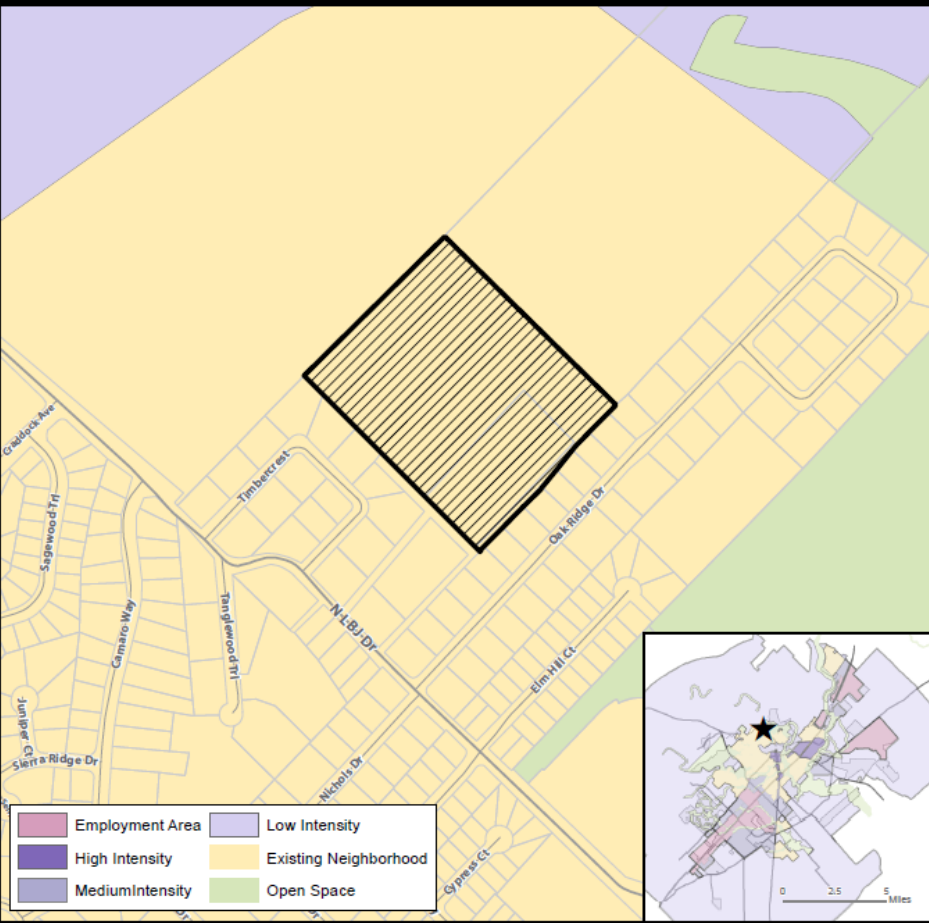 Craddock Ave
Sagewood Trl
Timbercrest
Oak Ridge Dr
Camaro Way
Tanglewood Trl
N L B J Dr
Elm Hill Ct
Juniper Ct
Sierra Ridge Dr
Nichols Dr
Cypress Ct
Dr
Employment Area
Low Intensity
High Intensity
Existing Neighborhood
MediumIntensity
Open Space
0 2.5 5
Miles